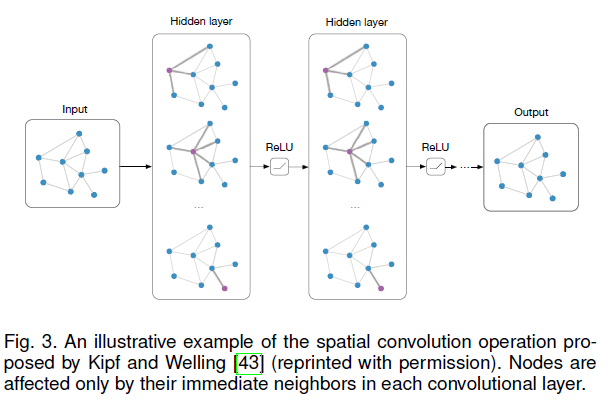 Hidden layer
Hidden layer
Input
Output
ReLU
ReLU
...
...
...
Fig. 3. An illustrative example of the spatial convolution operation pro-
posed by Kipf and Welling [43] (reprinted with permission). Nodes are
affected only by their immediate neighbors in each convolutional layer.